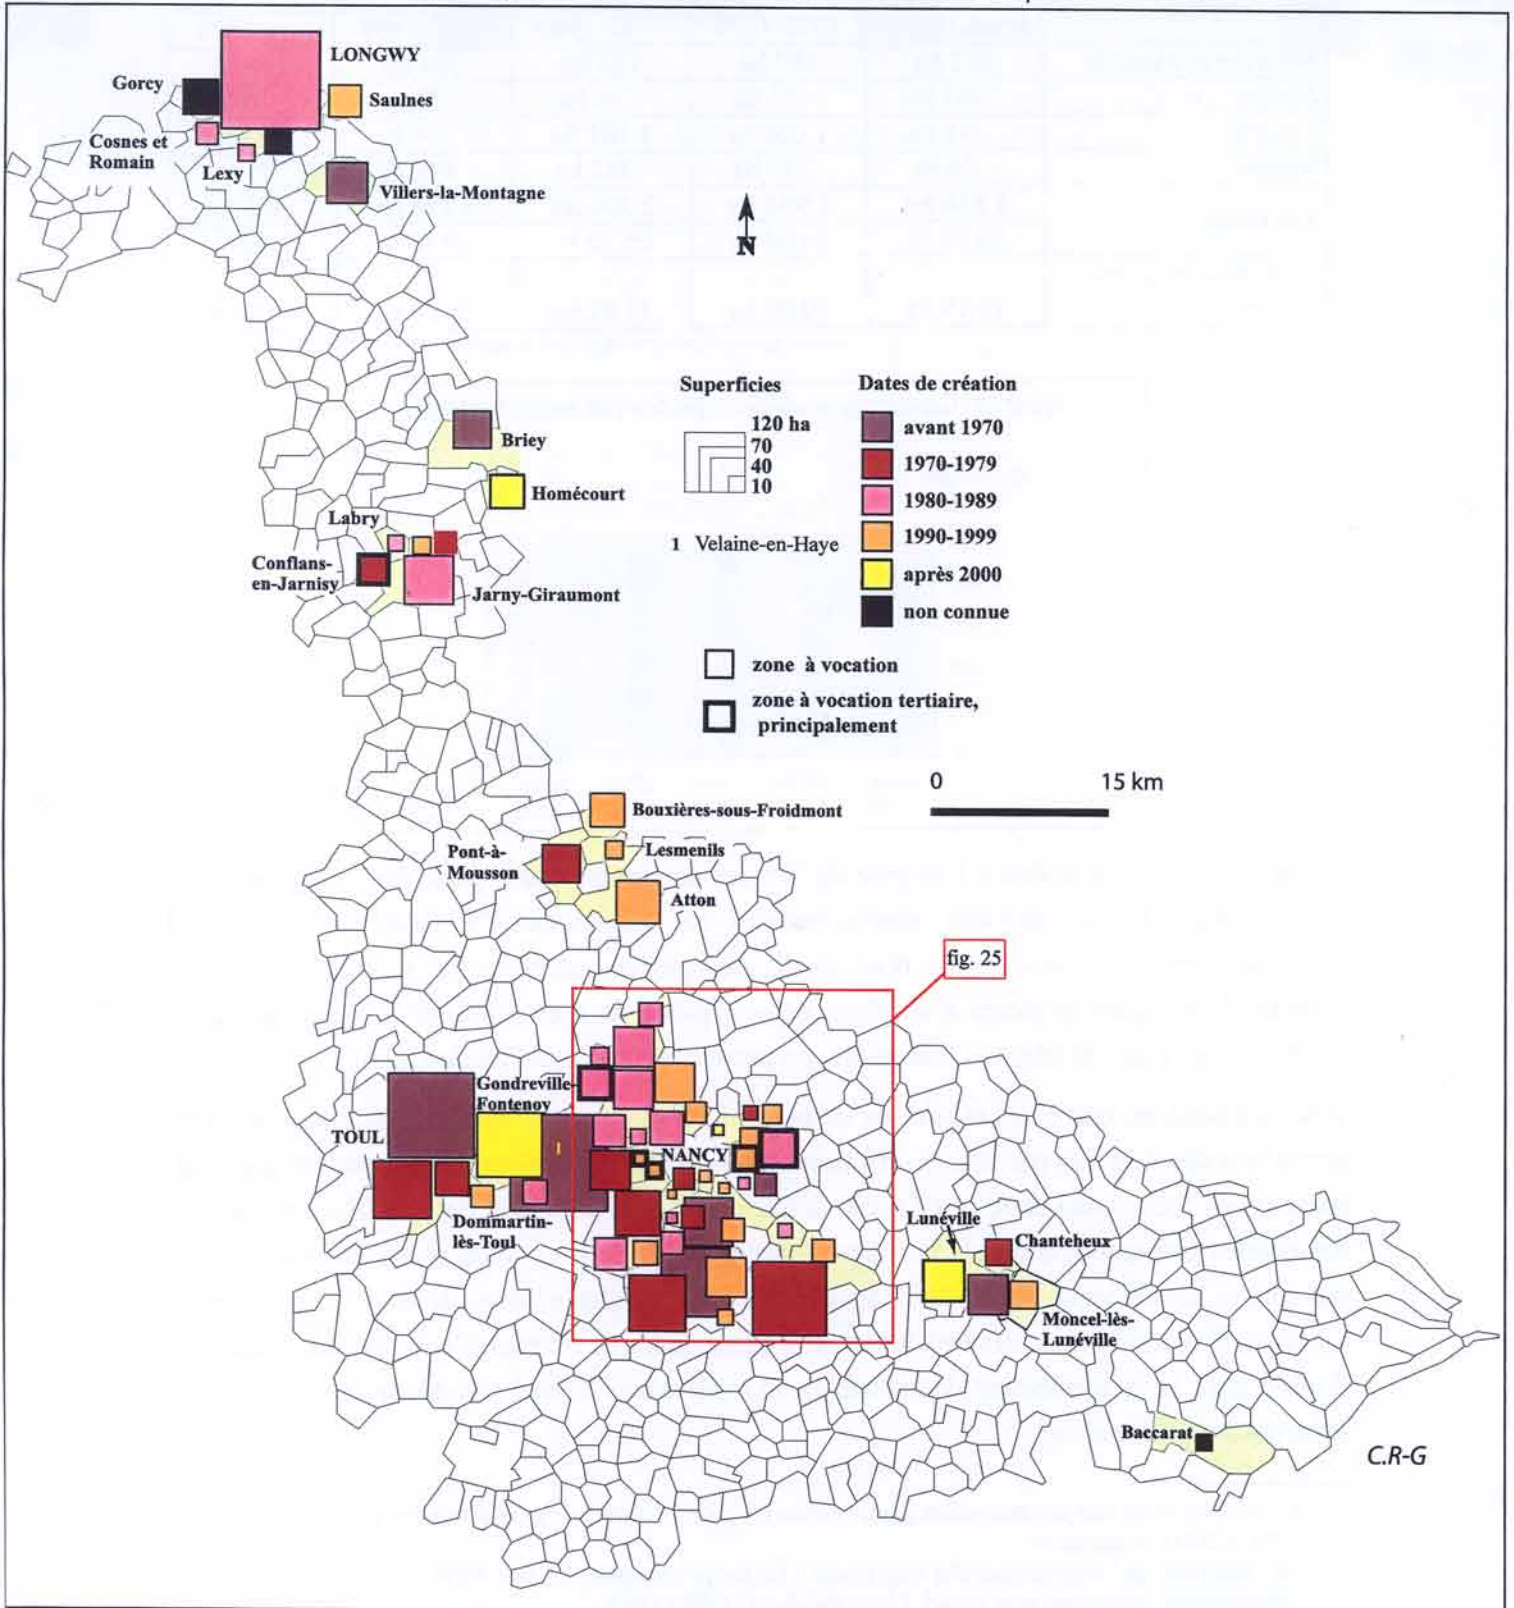 LONGWY
Gorcy
Saulnes
Cosnes et
Romain
Lexy
Villers-la-Montagne
N
Superficies
120 ha
70
40
10
1 Velaine-en-Haye
Dates de création
avant 1970
1970-1979
1980-1989
1990-1999
après 2000
non connue
zone à vocation
zone à vocation tertiaire,
principalement
Briey
Homécourt
Labry
Conflans-
en-Jarnisy
Jarny-Giraumont
0 15 km
Bouxières-sous-Froidmont
Pont-à-
Mousson
Lesmenils
Atton
fig. 25
Gondreville-
Fontenoy
TOUL
1
NANCY
Dommartin-
lès-Toul
Lunéville
Chanteheux
Moncel-lès-
Lunéville
Baccarat
C.R-G